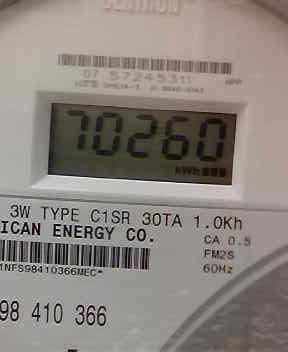 07 57245311
70260
kWh
3W TYPE C1SR 30TA 1.0Kh
ICAN ENERGY CO.
CA 0.5
FM2S
60Hz
1NFS98410366MEC*
98 410 366